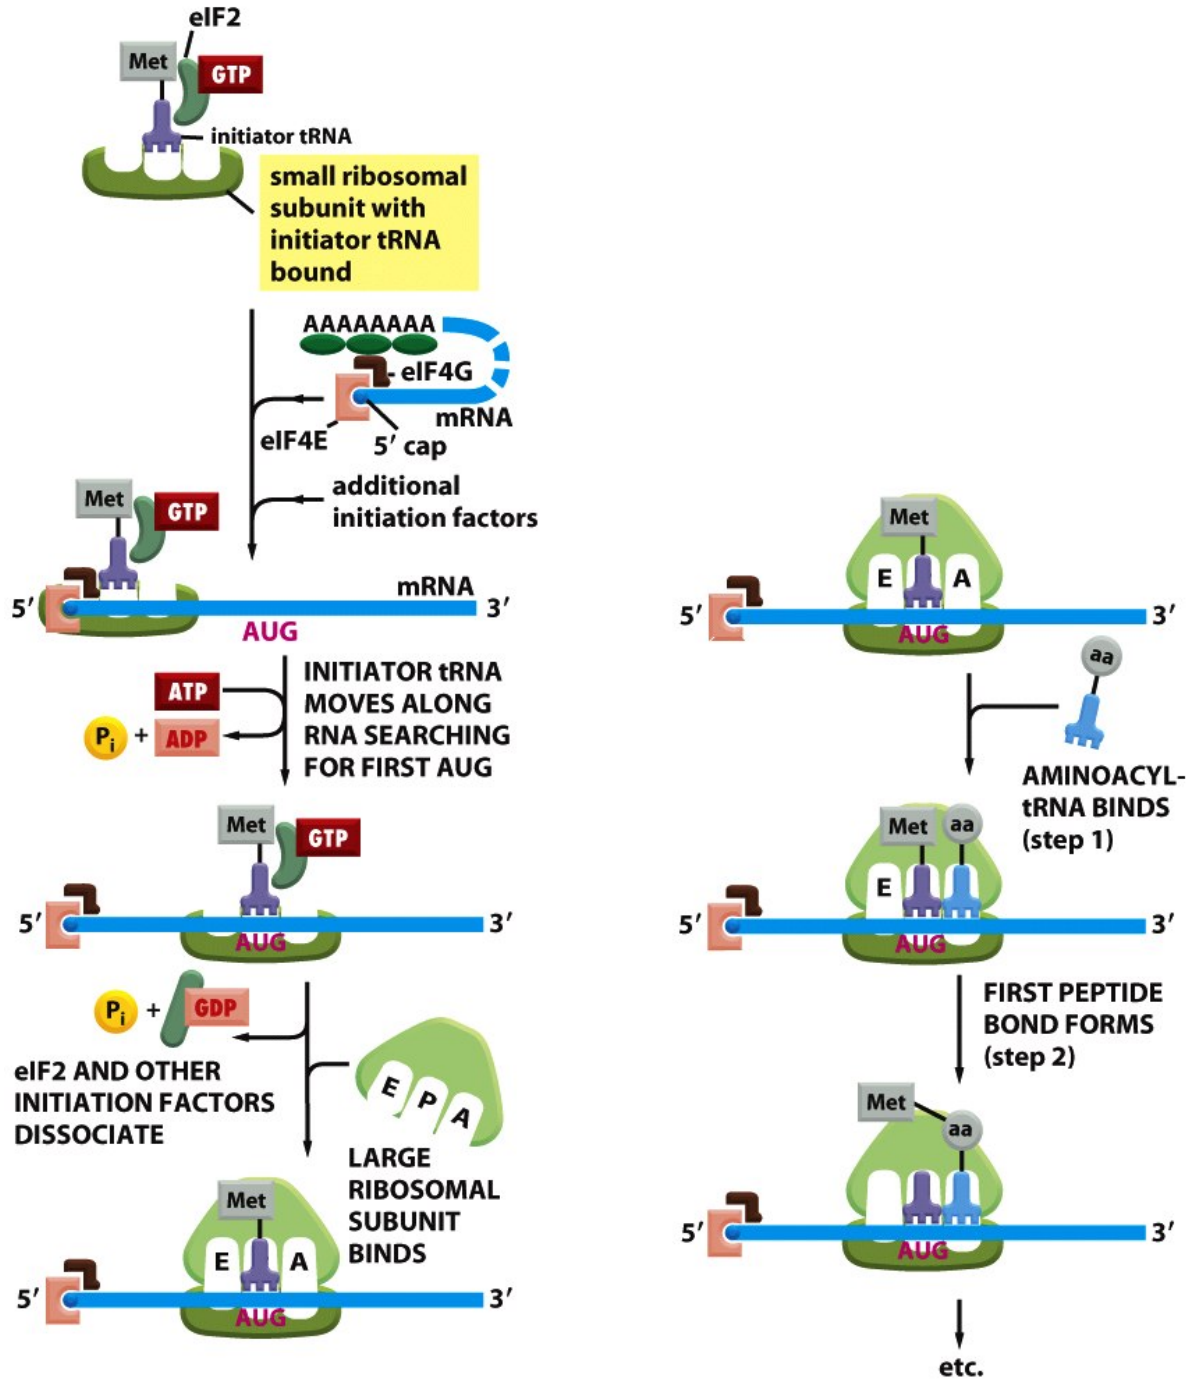 eIF2
Met
GTP
initiator tRNA
small ribosomal
subunit with
initiator tRNA
bound
AAAAAAAA
eIF4G
mRNA
eIF4E
5′ cap
additional
initiation factors
Met
GTP
mRNA
5′
3′
AUG
INITIATOR tRNA
MOVES ALONG
RNA SEARCHING
FOR FIRST AUG
ATP
Pi + ADP
Met
GTP
5′
3′
AUG
Pi + GDP
eIF2 AND OTHER
INITIATION FACTORS
DISSOCIATE
E P A
LARGE
RIBOSOMAL
SUBUNIT
BINDS
Met
E A
5′
3′
AUG
Met
E A
5′
3′
AUG
aa
AMINOACYL-
tRNA BINDS
(step 1)
Met aa
E
5′
3′
AUG
FIRST PEPTIDE
BOND FORMS
(step 2)
Met
aa
5′
3′
AUG
etc.